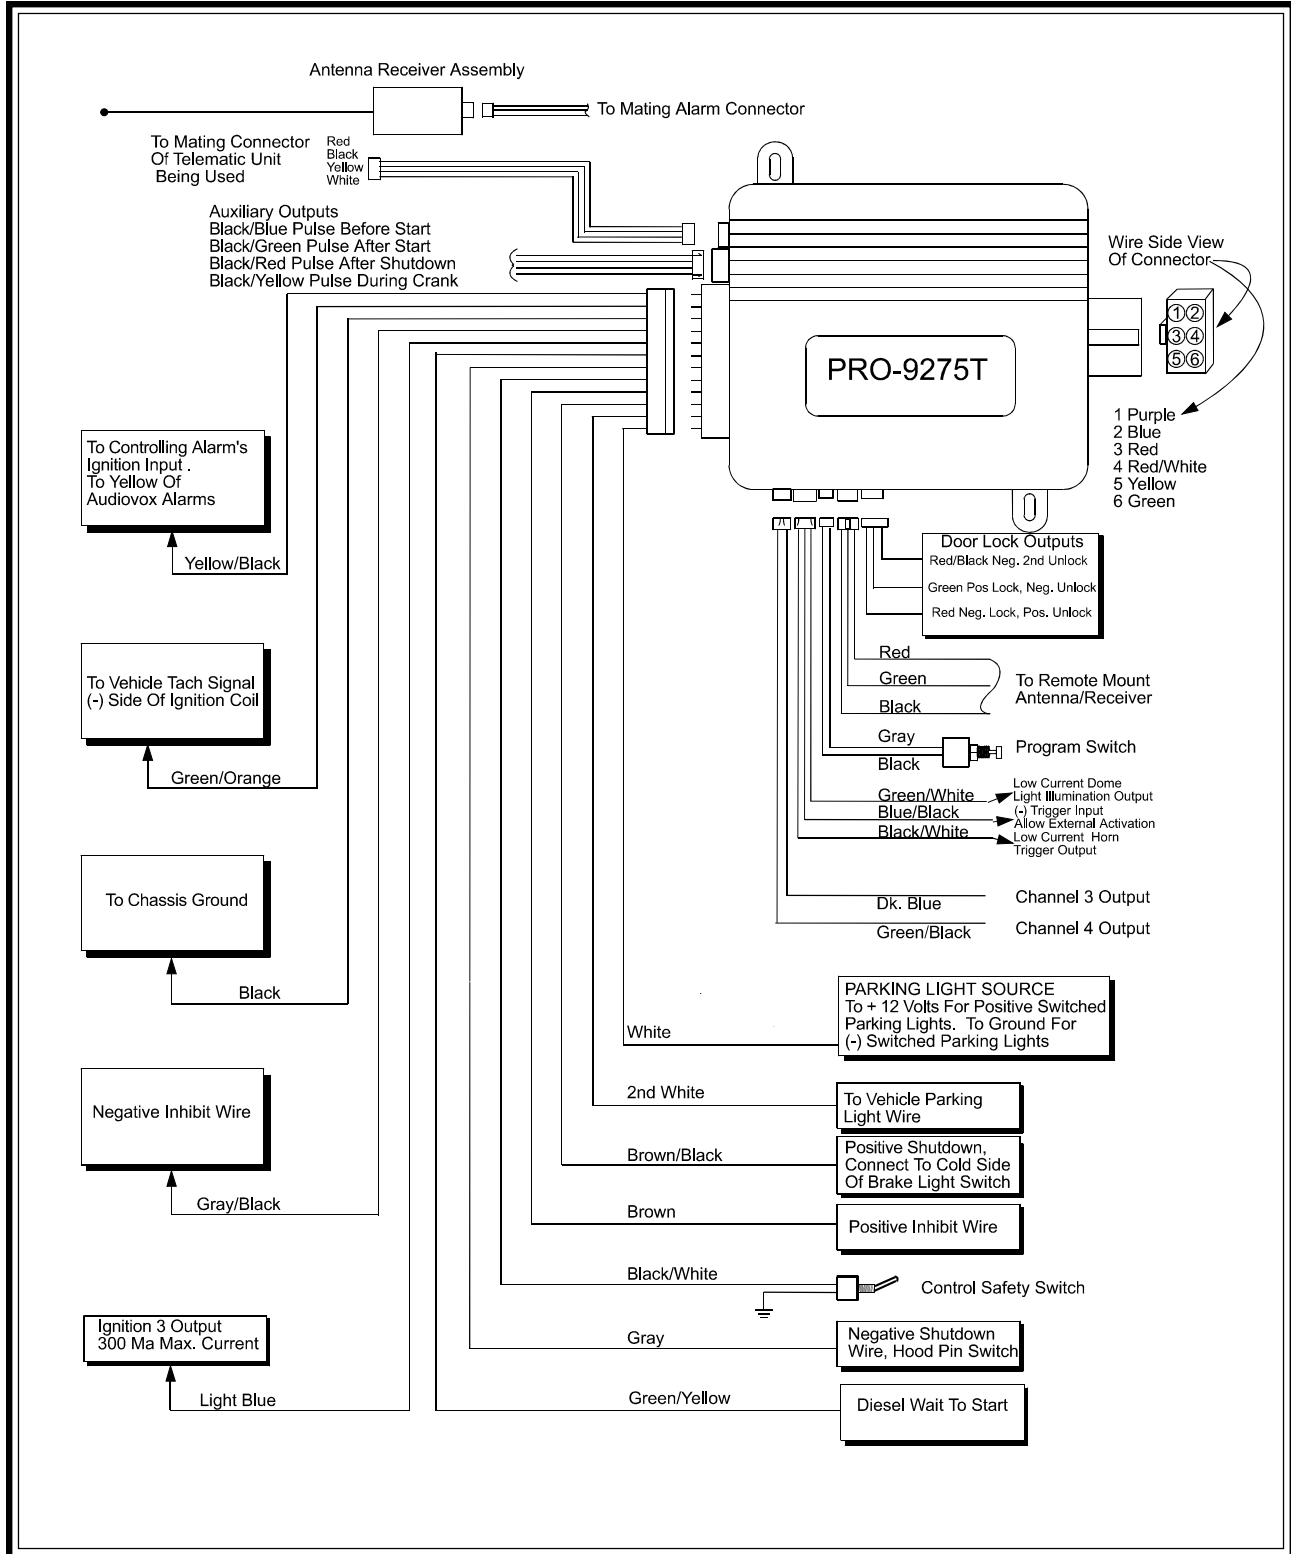 Antenna Receiver Assembly
To Mating Alarm Connector
To Mating Connector
Of Telematic Unit
Being Used
Red
Black
Yellow
White
Auxiliary Outputs
Black/Blue Pulse Before Start
Black/Green Pulse After Start
Black/Red Pulse After Shutdown
Black/Yellow Pulse During Crank
Wire Side View
Of Connector
1 2
3 4
5 6
PRO-9275T
1 Purple
2 Blue
3 Red
4 Red/White
5 Yellow
6 Green
To Controlling Alarm's
Ignition Input .
To Yellow Of
Audiovox Alarms
Yellow/Black
Door Lock Outputs
Red/Black Neg. 2nd Unlock
Green Pos Lock, Neg. Unlock
Red Neg. Lock, Pos. Unlock
To Vehicle Tach Signal
(-) Side Of Ignition Coil
Green/Orange
Red
Green
Black
To Remote Mount
Antenna/Receiver
Gray
Black
Program Switch
Green/White
Blue/Black
Black/White
Low Current Dome
Light Illumination Output
(-) Trigger Input
Allow External Activation
Low Current Horn
Trigger Output
To Chassis Ground
Black
Dk. Blue
Channel 3 Output
Green/Black
Channel 4 Output
White
PARKING LIGHT SOURCE
To + 12 Volts For Positive Switched
Parking Lights. To Ground For
(-) Switched Parking Lights
Negative Inhibit Wire
Gray/Black
2nd White
To Vehicle Parking
Light Wire
Brown/Black
Positive Shutdown,
Connect To Cold Side
Of Brake Light Switch
Brown
Positive Inhibit Wire
Black/White
Control Safety Switch
Ignition 3 Output
300 Ma Max. Current
Light Blue
Gray
Negative Shutdown
Wire, Hood Pin Switch
Green/Yellow
Diesel Wait To Start